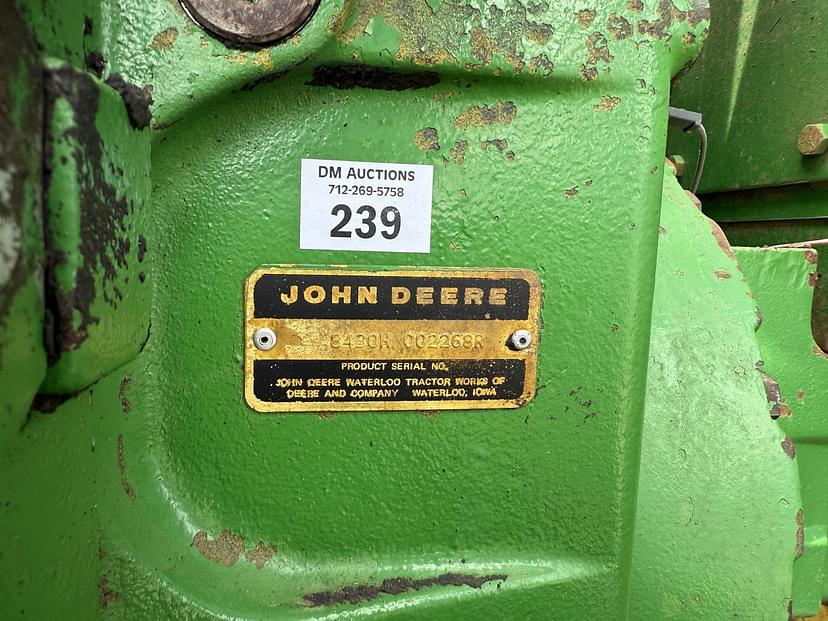 DM AUCTIONS
712-269-5758
239
JOHN DEERE
8430H 002268R
PRODUCT SERIAL NO.
JOHN DEERE WATERLOO TRACTOR WORKS OF
DEERE AND COMPANY WATERLOO, IOWA